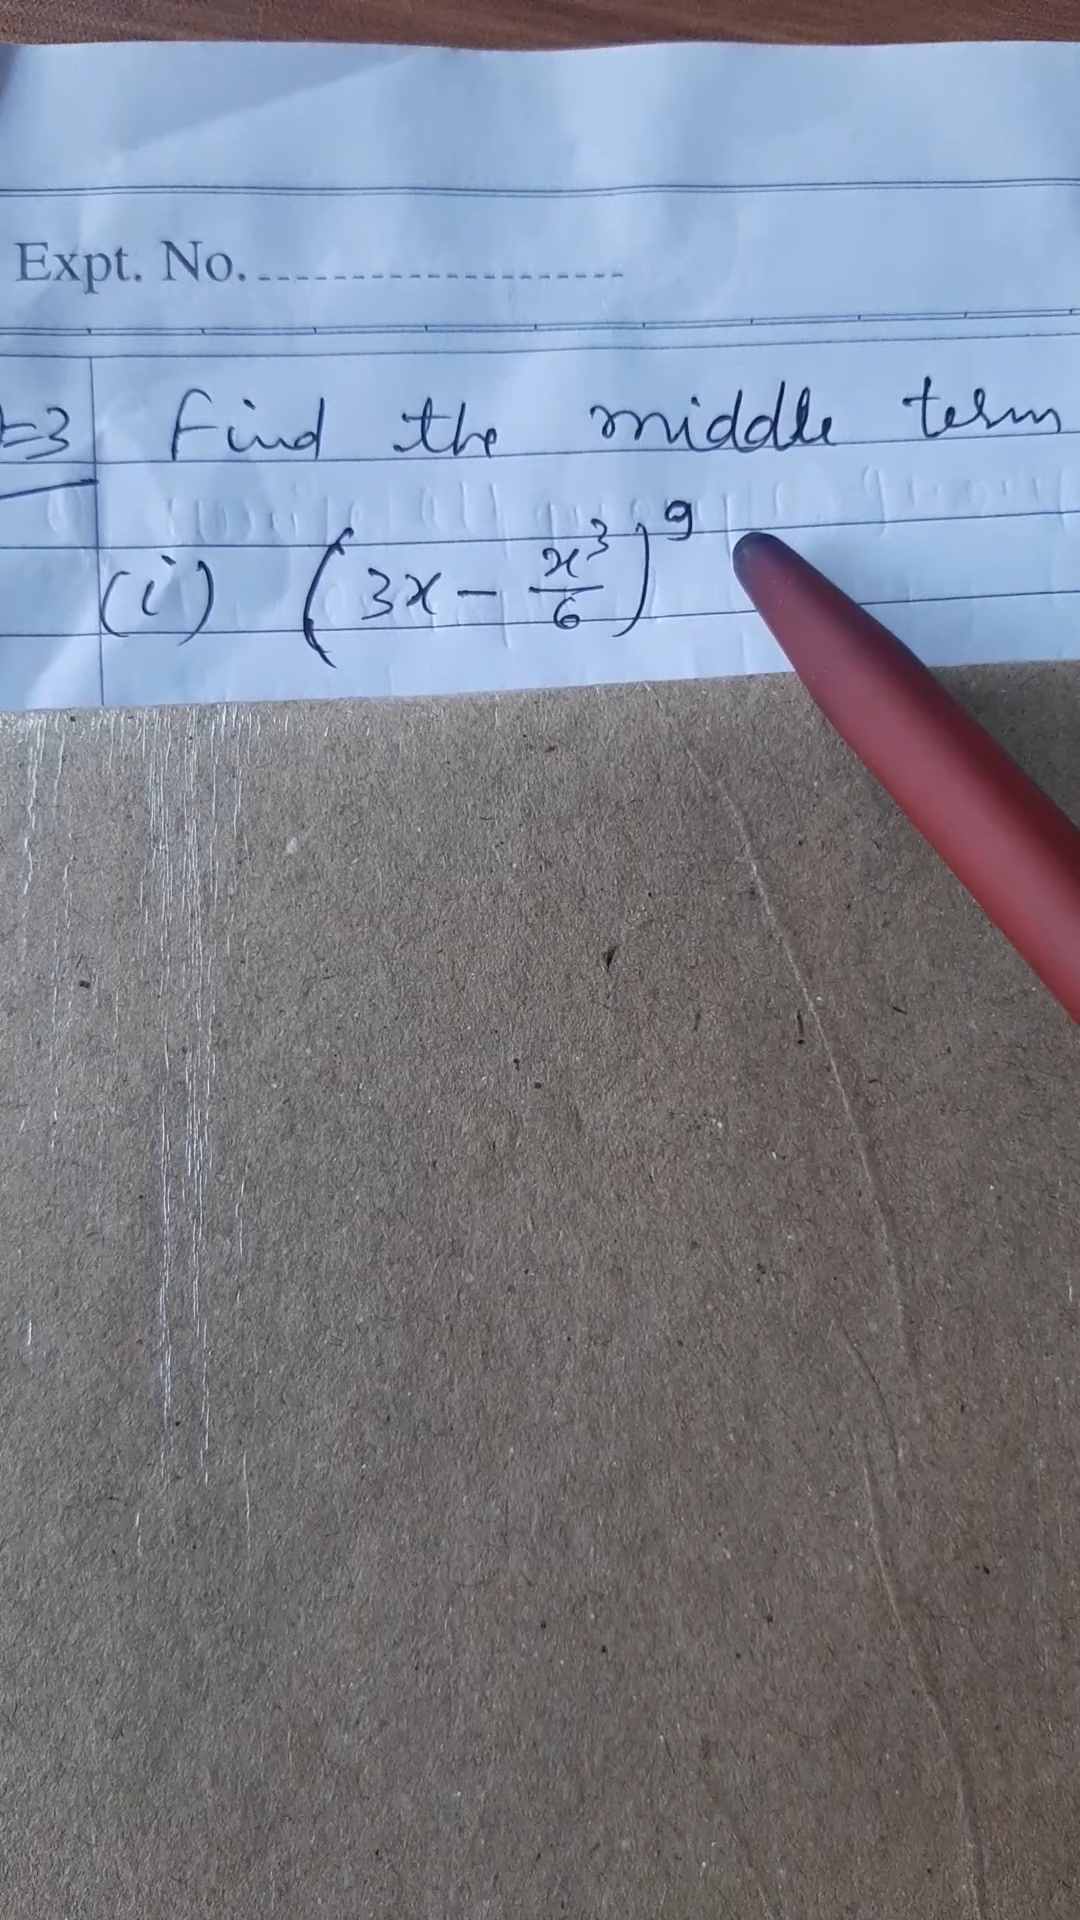 Expt. No.
=3 Find the middle term
(i) (3x - x³/6)⁹